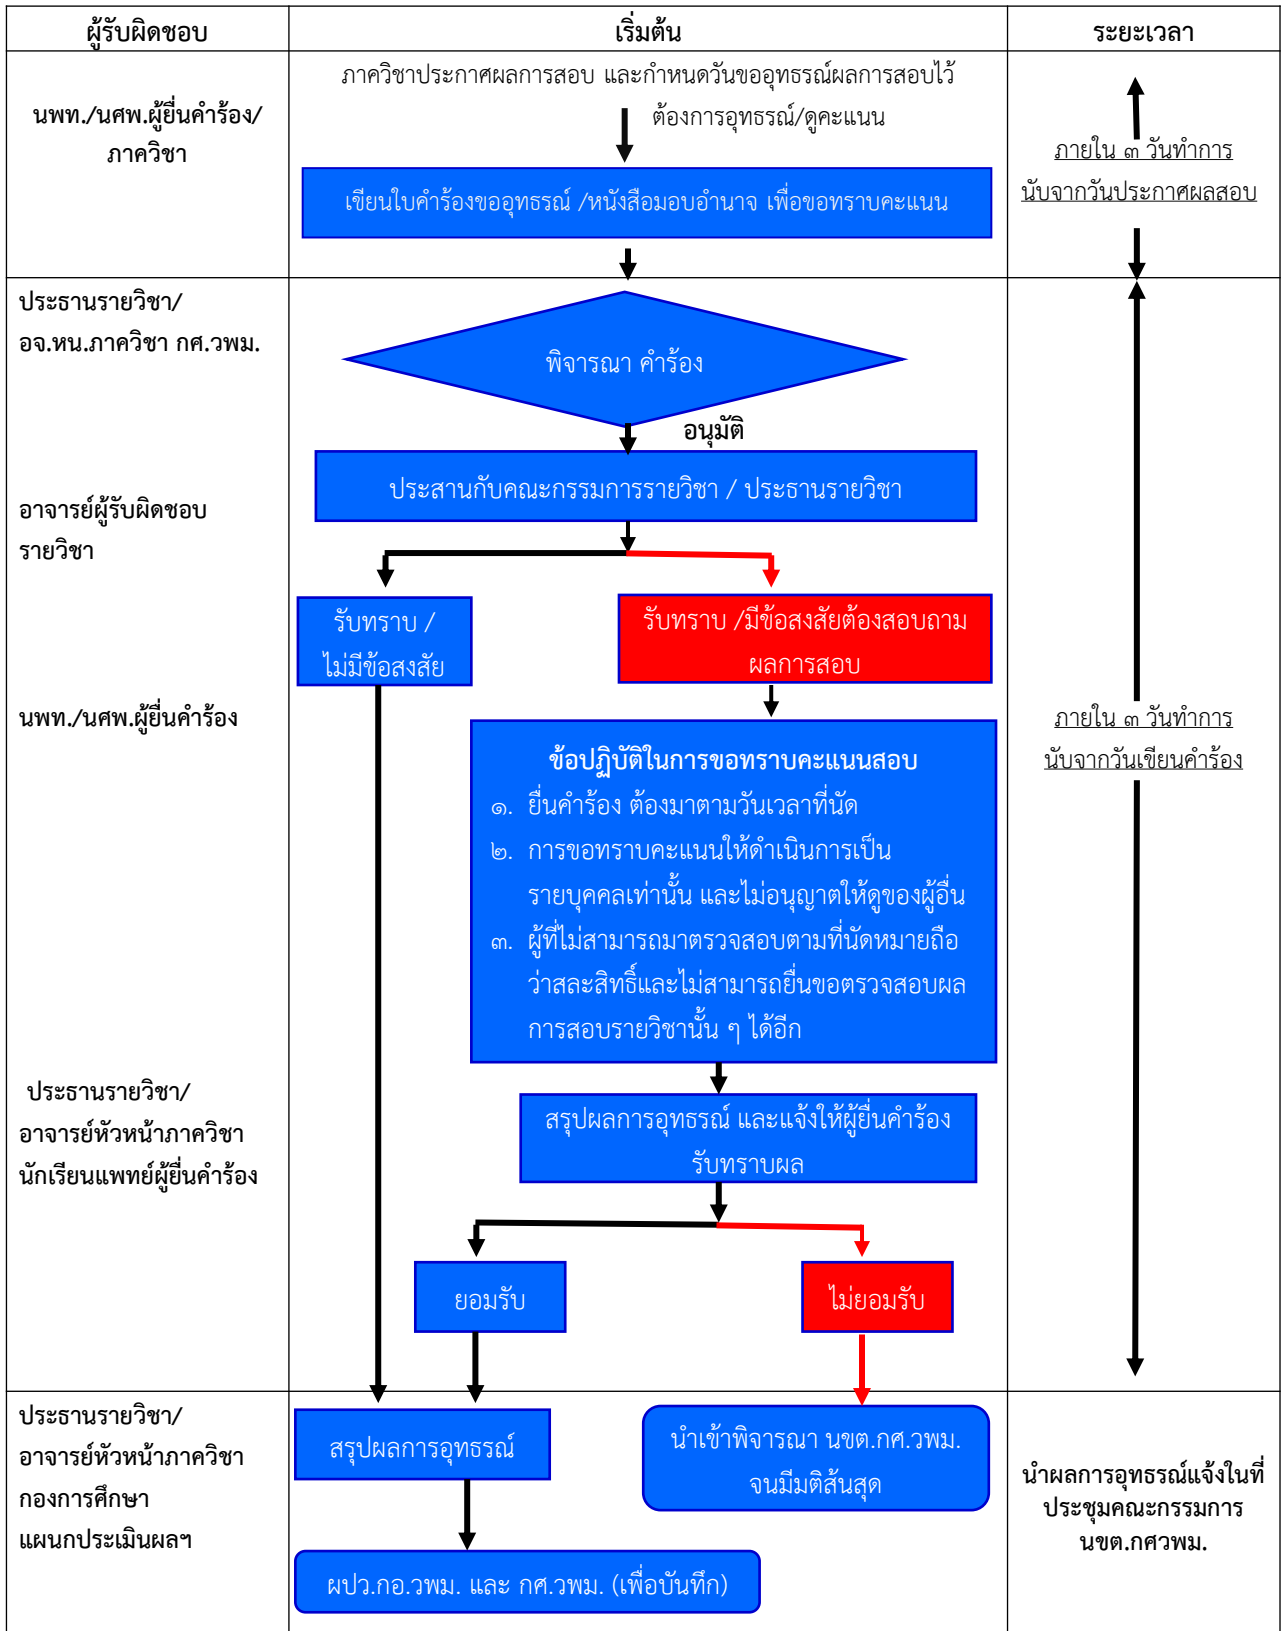 ผู้รับผิดชอบ
เริ่มต้น
ระยะเวลา
นพท./นศพ.ผู้ยื่นคำร้อง/
ภาควิชา
ภาควิชาประกาศผลการสอบ และกำหนดวันขออุทธรณ์ผลการสอบไว้
ต้องการอุทธรณ์/ดูคะแนน
เขียนใบคำร้องขออุทธรณ์ /หนังสือมอบอำนาจ เพื่อขอทราบคะแนน
ภายใน ๓ วันทำการ
นับจากวันประกาศผลสอบ
ประธานรายวิชา/
อจ.หน.ภาควิชา กศ.วพม.
พิจารณา คำร้อง
อนุมัติ
ประสานกับคณะกรรมการรายวิชา / ประธานรายวิชา
อาจารย์ผู้รับผิดชอบ
รายวิชา
รับทราบ /
ไม่มีข้อสงสัย
รับทราบ /มีข้อสงสัยต้องสอบถาม
ผลการสอบ
นพท./นศพ.ผู้ยื่นคำร้อง
ภายใน ๓ วันทำการ
นับจากวันเขียนคำร้อง
ข้อปฏิบัติในการขอทราบคะแนนสอบ
๑. ยื่นคำร้อง ต้องมาตามวันเวลาที่นัด
๒. การขอทราบคะแนนให้ดำเนินการเป็น
รายบุคคลเท่านั้น และไม่อนุญาตให้ดูของผู้อื่น
๓. ผู้ที่ไม่สามารถมาตรวจสอบตามที่นัดหมายถือ
ว่าสละสิทธิ์และไม่สามารถยื่นขอตรวจสอบผล
การสอบรายวิชานั้น ๆ ได้อีก
ประธานรายวิชา/
อาจารย์หัวหน้าภาควิชา
นักเรียนแพทย์ผู้ยื่นคำร้อง
สรุปผลการอุทธรณ์ และแจ้งให้ผู้ยื่นคำร้อง
รับทราบผล
ยอมรับ
ไม่ยอมรับ
ประธานรายวิชา/
อาจารย์หัวหน้าภาควิชา
กองการศึกษา
แผนกประเมินผลฯ
สรุปผลการอุทธรณ์
นำเข้าพิจารณา นขต.กศ.วพม.
จนมีมติส้นสุด
นำผลการอุทธรณ์แจ้งในที่
ประชุมคณะกรรมการ
นขต.กศวพม.
ผปว.กอ.วพม. และ กศ.วพม. (เพื่อบันทึก)